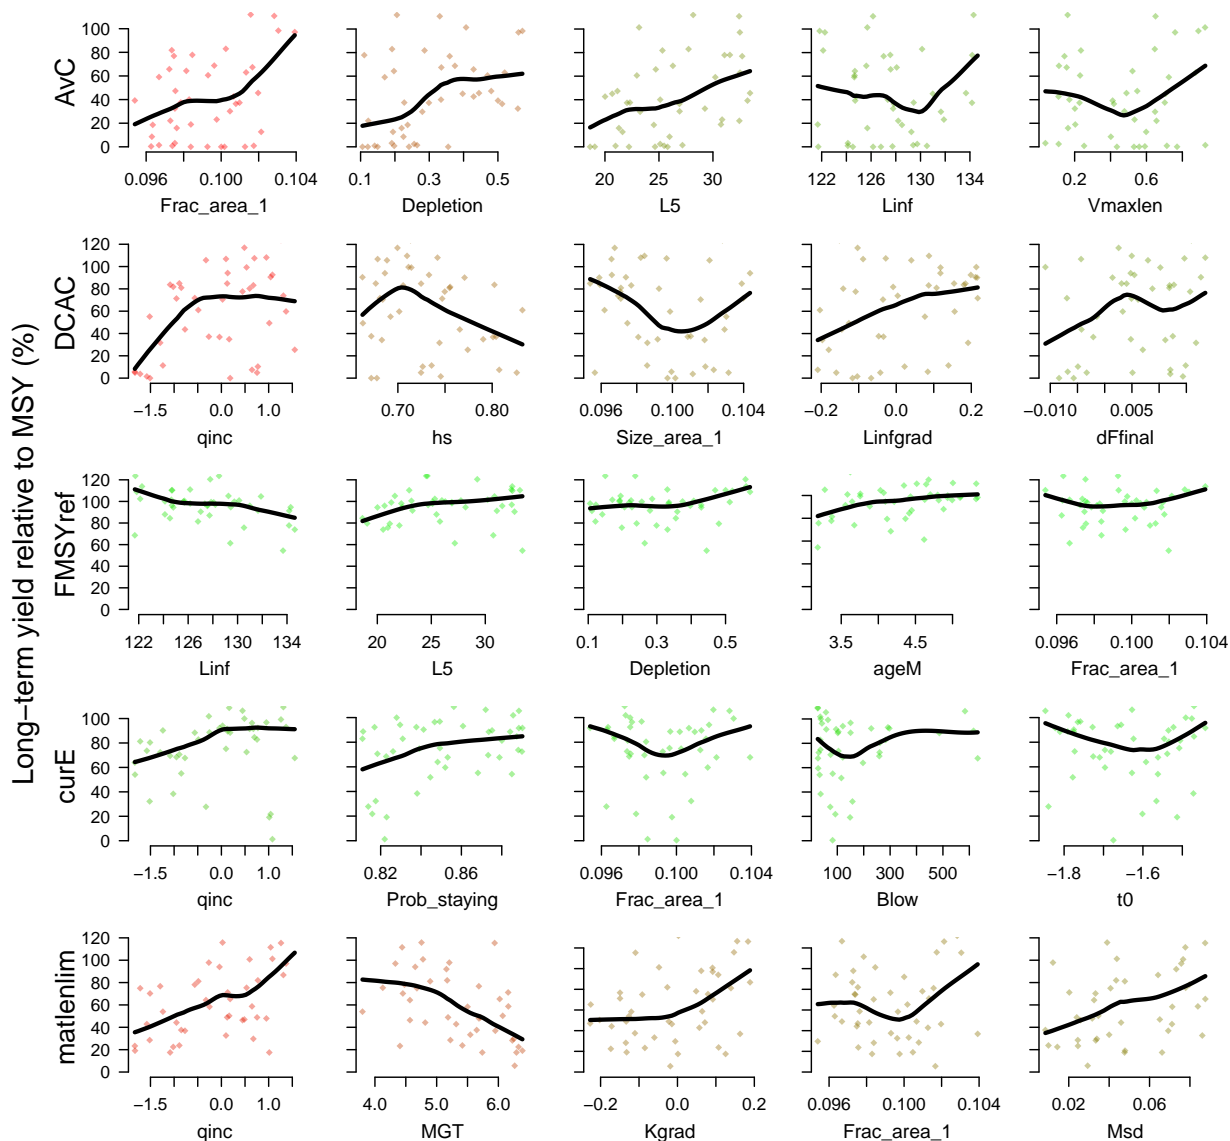 Long−term yield relative to MSY (%)
AvC
0 20 40 60 80 100
0.096 0.100 0.104
Frac_area_1
0.1 0.3 0.5
Depletion
20 25 30
L5
122 126 130 134
Linf
0.2 0.6
Vmaxlen
DCAC
0 20 40 60 80 100 120
−1.5 0.0 1.0
qinc
0.70 0.80
hs
0.096 0.100 0.104
Size_area_1
−0.2 0.0 0.2
Linfgrad
−0.010 0.005
dFfinal
FMSYref
0 20 40 60 80 100 120
122 126 130 134
Linf
20 25 30
L5
0.1 0.3 0.5
Depletion
3.5 4.5
ageM
0.096 0.100 0.104
Frac_area_1
curE
0 20 40 60 80 100
−1.5 0.0 1.0
qinc
0.82 0.86
Prob_staying
0.096 0.100 0.104
Frac_area_1
100 300 500
Blow
−1.8 −1.6
t0
matlenlim
0 20 40 60 80 100 120
−1.5 0.0 1.0
qinc
4.0 5.0 6.0
MGT
−0.2 0.0 0.2
Kgrad
0.096 0.100 0.104
Frac_area_1
0.02 0.06
Msd